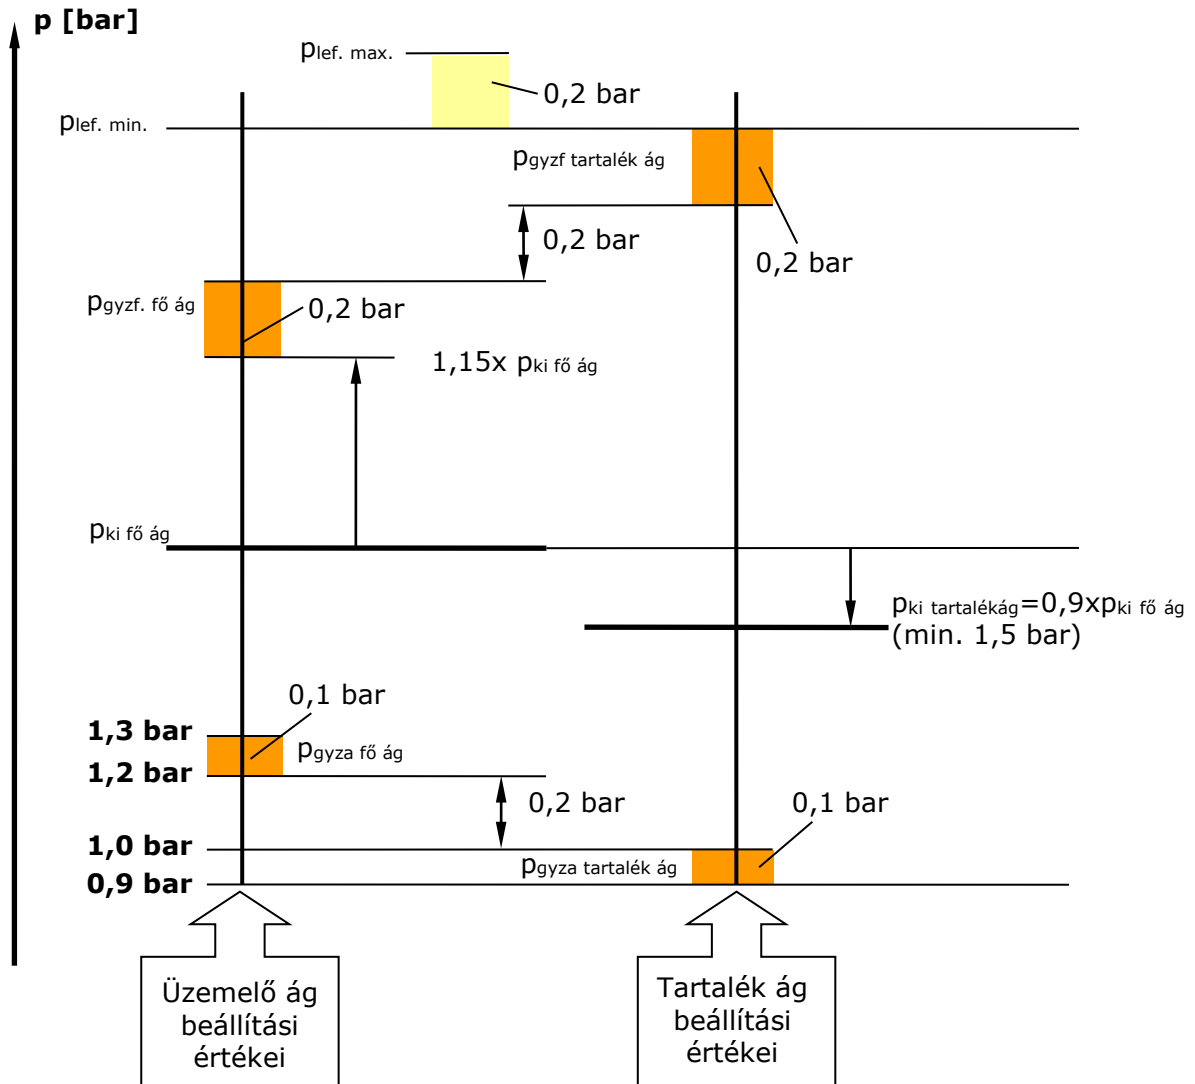 p [bar]
plef. max.
0,2 bar
plef. min.
pgyzf tartalék ág
0,2 bar
0,2 bar
pgyzf. fő ág
0,2 bar
1,15x pki fő ág
pki fő ág
pki tartalékág=0,9xpki fő ág
(min. 1,5 bar)
0,1 bar
1,3 bar
pgyza fő ág
1,2 bar
0,2 bar
0,1 bar
1,0 bar
pgyza tartalék ág
0,9 bar
Üzemelő ág
beállítási
értékei
Tartalék ág
beállítási
értékei